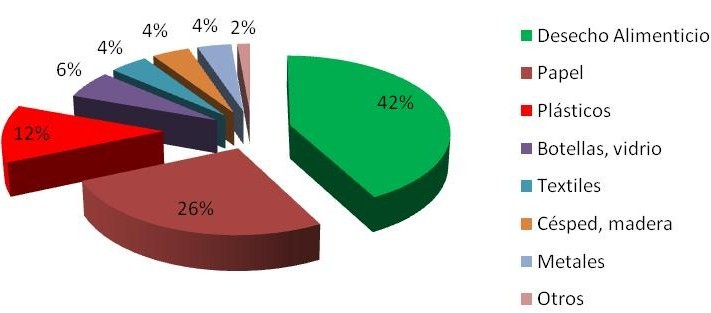 2%
4%
4%
4%
6%
12%
26%
42%
Desecho Alimenticio
Papel
Plásticos
Botellas, vidrio
Textiles
Césped, madera
Metales
Otros